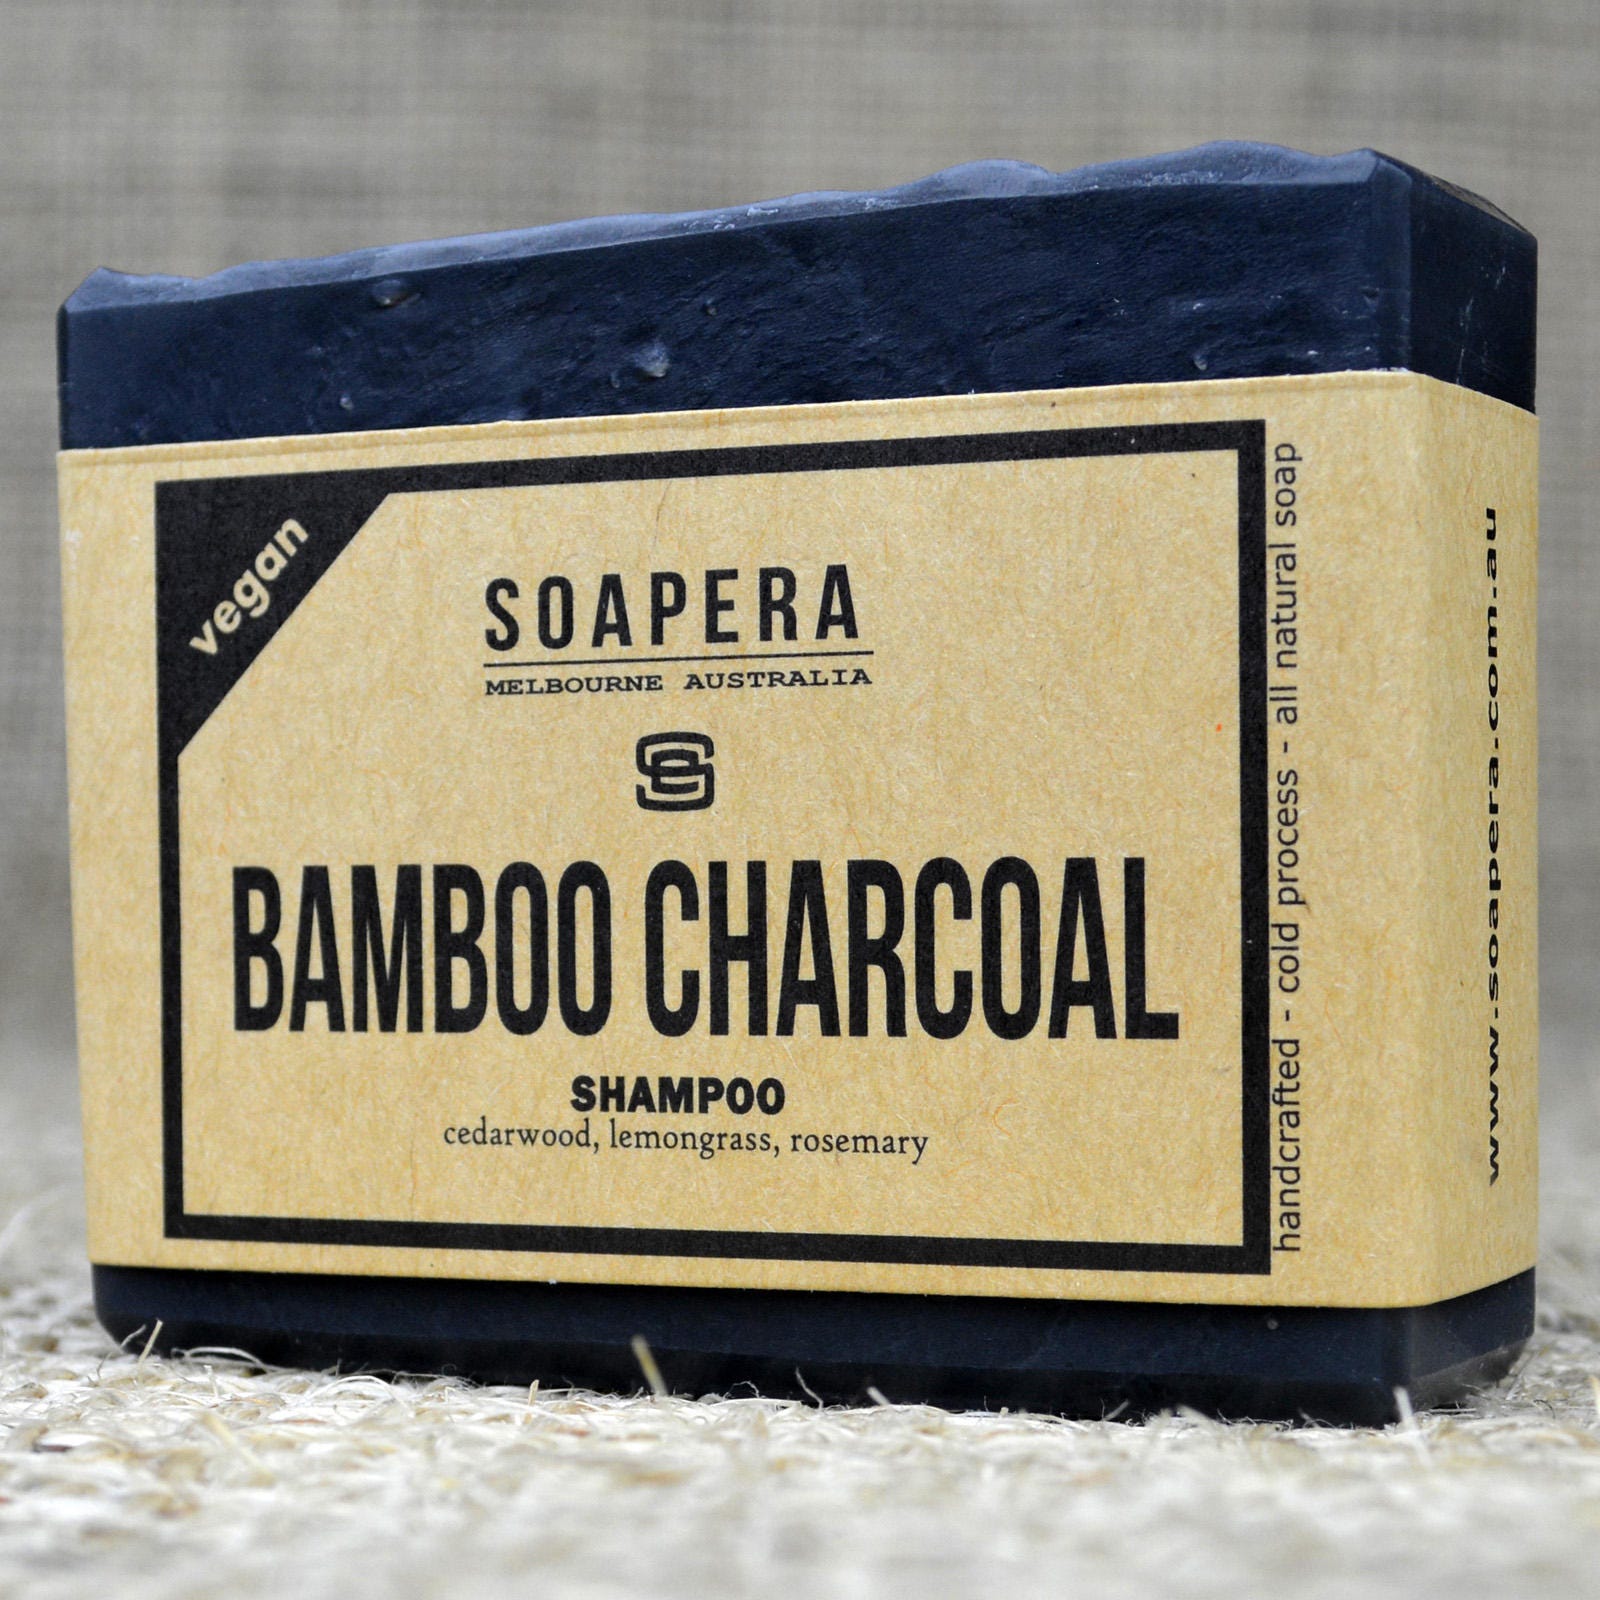 vegan
SOAPERA
MELBOURNE AUSTRALIA
BAMBOO CHARCOAL
SHAMPOO
cedarwood, lemongrass, rosemary
handcrafted - cold process - all natural soap
www.soapera.com.au